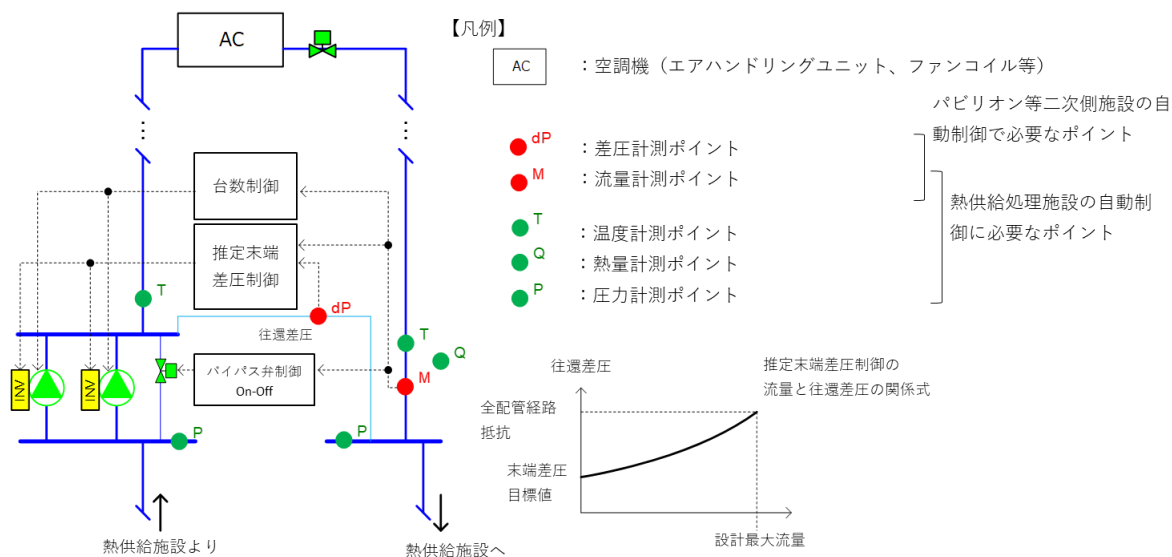 AC
【凡例】
AC
：空調機（エアハンドリングユニット、ファンコイル等）
パビリオン等二次側施設の自
動制御で必要なポイント
dP
：差圧計測ポイント
M
：流量計測ポイント
熱供給処理施設の自動制
御に必要なポイント
T
：温度計測ポイント
Q
：熱量計測ポイント
P
：圧力計測ポイント
⋮
⋮
台数制御
推定末端
差圧制御
T
dP
往還差圧
T
Q
バイパス弁制御
On-Off
M
INV
INV
P
P
熱供給施設より
熱供給施設へ
往還差圧
推定末端差圧制御の
流量と往還差圧の関係式
全配管経路
抵抗
末端差圧
目標値
設計最大流量